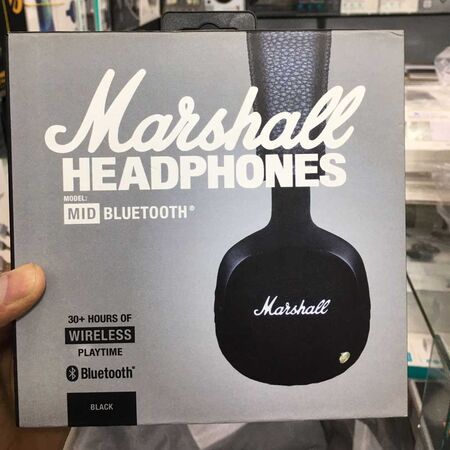 Marshall
HEADPHONES
MODEL:
MID BLUETOOTH®
Marshall
30+ HOURS OF
WIRELESS
PLAYTIME
Bluetooth®
BLACK